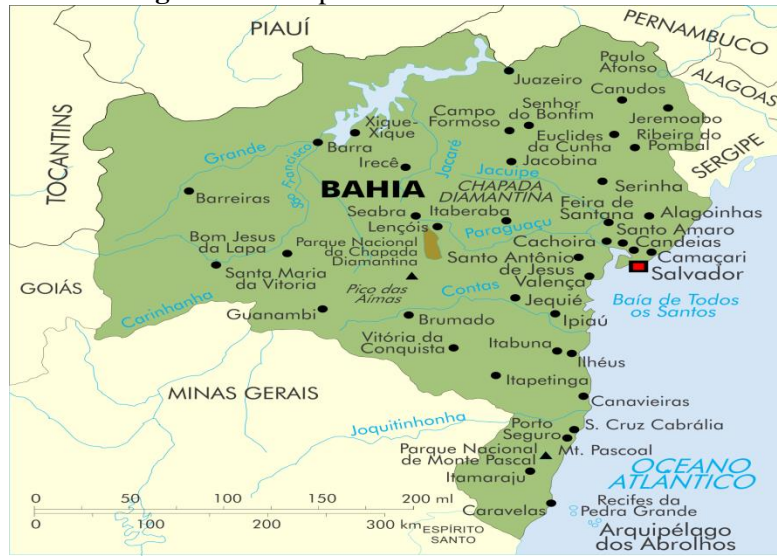 PIAUÍ
PERNAMBUCO
Paulo
Afonso
ALAGOAS
Juazeiro
Canudos
Campo
Formoso
Senhor
do Bonfim
Jeremoabo
Xique-
Xique
Euclides
da Cunha
Ribeira do
Pombal
SERGIPE
TOCANTINS
Grande
Barra
São Francisco
Irecê
Jacaré
Jacobina
Jacuipe
Serinha
BAHIA
CHAPADA
DIAMANTINA
Barreiras
Seabra
Itaberaba
Feira de
Santana
Alagoinhas
Lençóis
Paraguaçu
Santo Amaro
Bom Jesus
da Lapa
Parque Nacional
da Chapada
Diamantina
Cachoeira
Candeias
Camaçari
Santo Antônio
de Jesus
Salvador
Santa Maria
da Vitoria
GOIÁS
Pico das
Almas
Valença
Contas
Jequié
Baía de Todos
os Santos
Carinhanha
Guanambi
Brumado
Ipiaú
Vitória da
Conquista
Itabuna
Ilhéus
Itapetinga
MINAS GERAIS
Canavieiras
Joquitinhonha
Porto
Seguro
S. Cruz Cabrália
Parque Nacional
de Monte Pascal
Mt. Pascoal
OCEANO
ATLÂNTICO
Itamaraju
0 50 100 150 200 ml
0 100 200 300 km
ESPÍRITO
SANTO
Caravelas
Recifes da
Pedra Grande
Arquipélago
dos Abrolhos